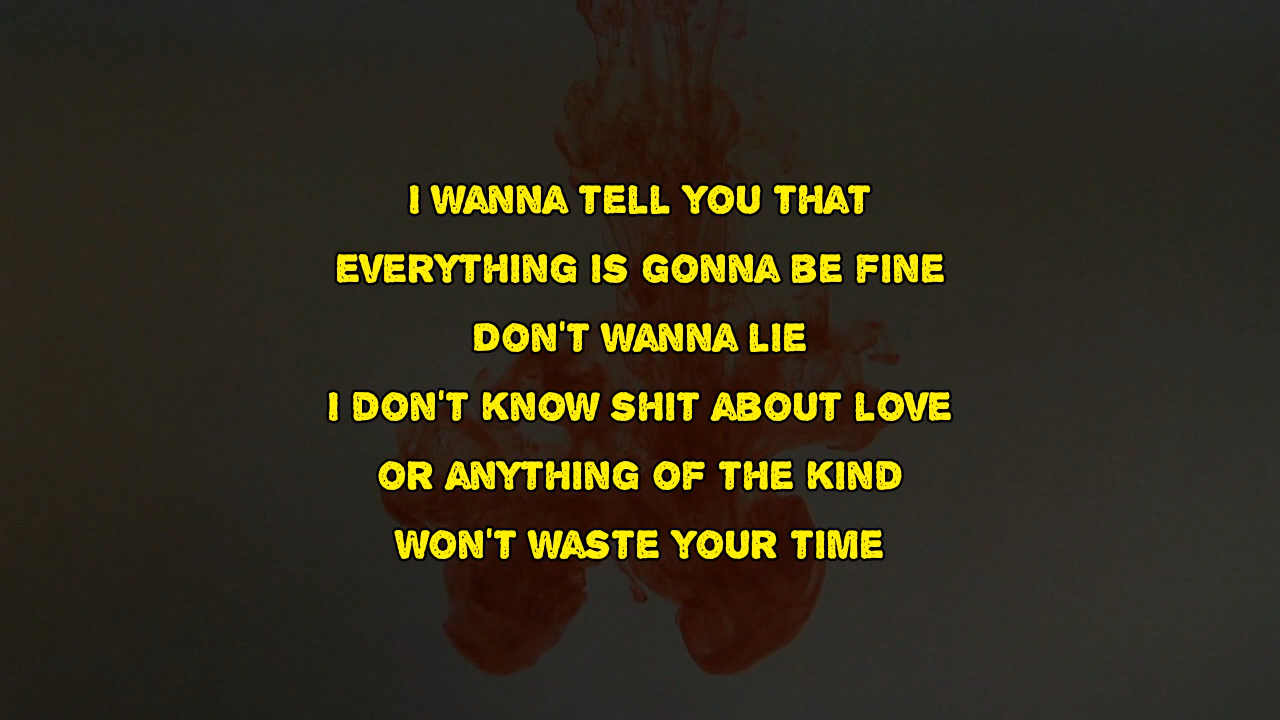 I WANNA TELL YOU THAT
EVERYTHING IS GONNA BE FINE
DON'T WANNA LIE
I DON'T KNOW SHIT ABOUT LOVE
OR ANYTHING OF THE KIND
WON'T WASTE YOUR TIME